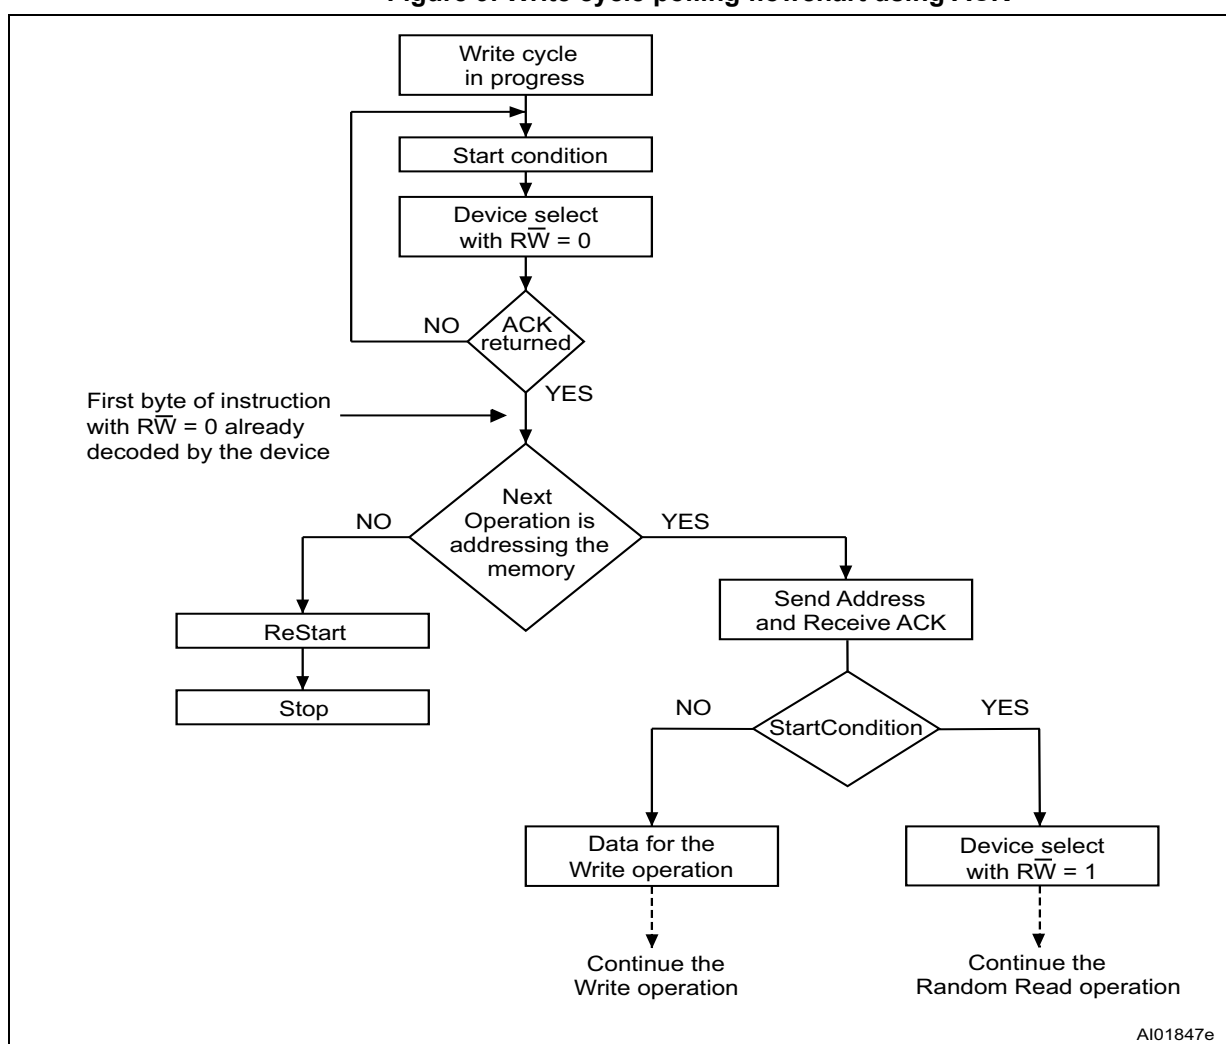 Write cycle
in progress
Start condition
Device select
with RW̅ = 0
ACK
returned
NO
YES
First byte of instruction
with RW̅ = 0 already
decoded by the device
Next
Operation is
addressing the
memory
NO
YES
ReStart
Stop
Send Address
and Receive ACK
StartCondition
NO
YES
Data for the
Write operation
Device select
with RW̅ = 1
Continue the
Write operation
Continue the
Random Read operation
AI01847e